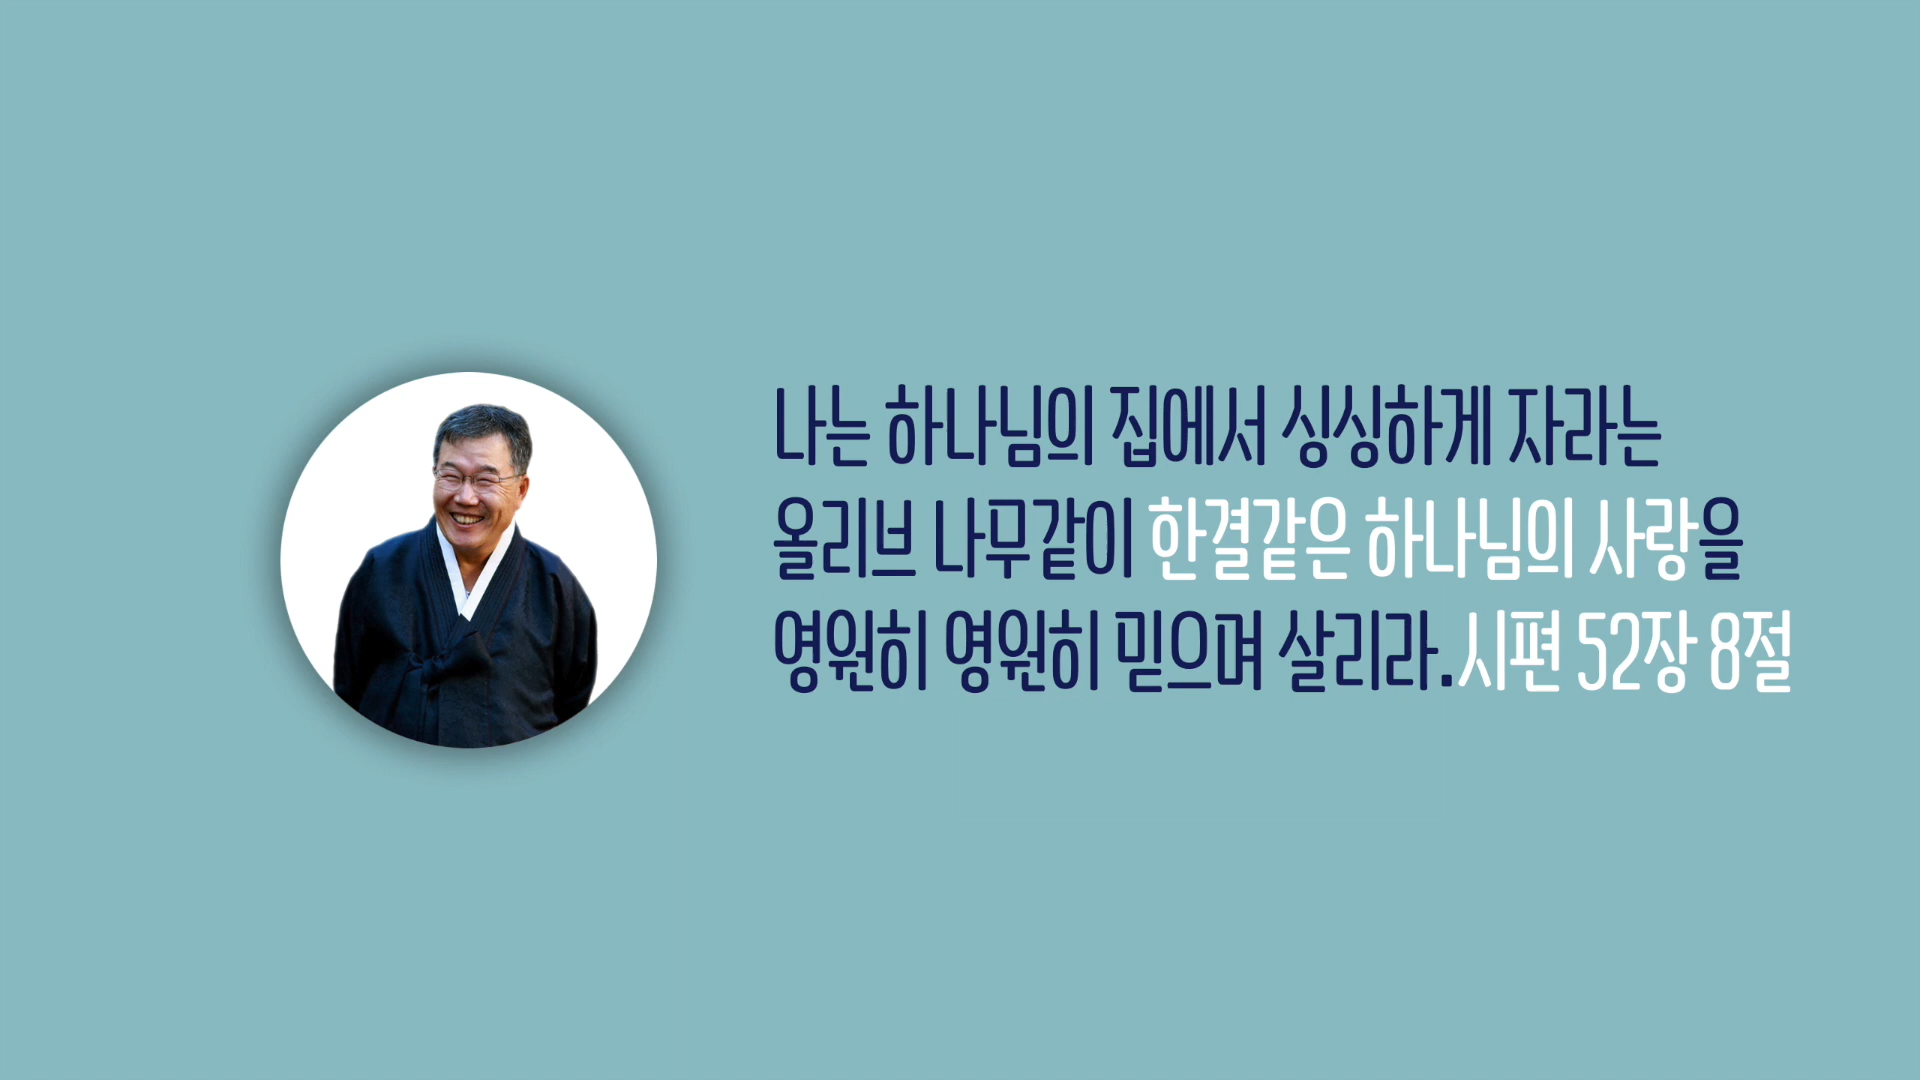 나는 하나님의 집에서 싱싱하게 자라는
올리브 나무같이 한결같은 하나님의 사랑을
영원히 영원히 믿으며 살리라.시편 52장 8절